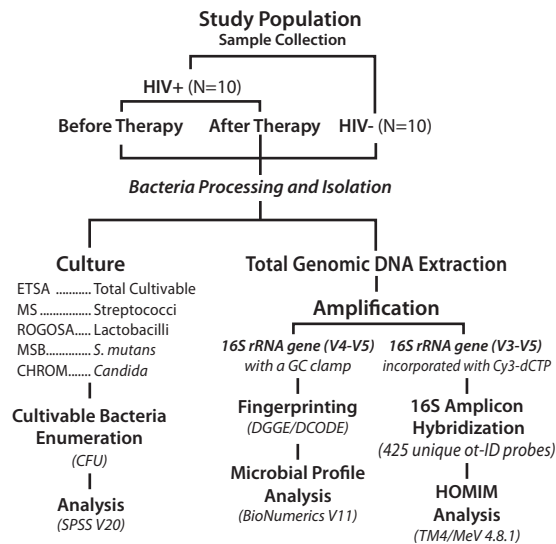 Study Population
Sample Collection
HIV+ (N=10)
Before Therapy After Therapy HIV- (N=10)
Bacteria Processing and Isolation
Culture
ETSA ........... Total Cultivable
MS ............... Streptococci
ROGOSA..... Lactobacilli
MSB.............. S. mutans
CHROM....... Candida
Cultivable Bacteria
Enumeration
(CFU)
Analysis
(SPSS V20)
Total Genomic DNA Extraction
Amplification
16S rRNA gene (V4-V5)
with a GC clamp
Fingerprinting
(DGGE/DCODE)
Microbial Profile
Analysis
(BioNumerics V11)
16S rRNA gene (V3-V5)
incorporated with Cy3-dCTP
16S Amplicon
Hybridization
(425 unique ot-ID probes)
HOMIM
Analysis
(TM4/MeV 4.8.1)